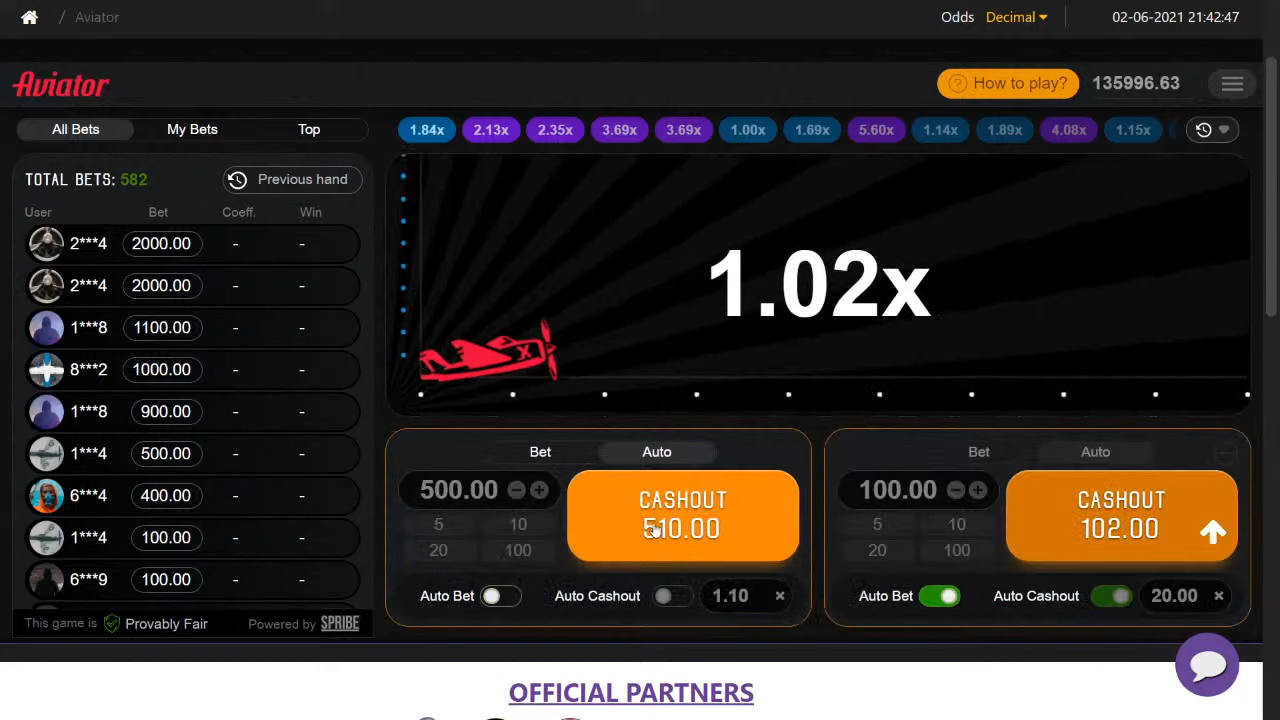 / Aviator
Odds Decimal 02-06-2021 21:42:47
Aviator
? How to play? 135996.63
All Bets My Bets Top
1.84x 2.13x 2.35x 3.69x 3.69x 1.00x 1.69x 5.60x 1.14x 1.89x 4.08x 1.15x
TOTAL BETS: 582 Previous hand
User Bet Coeff. Win
2***4 2000.00 - -
2***4 2000.00 - -
1***8 1100.00 - -
8***2 1000.00 - -
1***8 900.00 - -
1***4 500.00 - -
6***4 400.00 - -
1***4 100.00 - -
6***9 100.00 - -
This game is Provably Fair Powered by SPRIBE
1.02x
X
Bet Auto
500.00
5 10
20 100
CASHOUT
510.00
Auto Bet Auto Cashout 1.10 ×
Bet Auto
100.00
5 10
20 100
CASHOUT
102.00
Auto Bet Auto Cashout 20.00 ×
OFFICIAL PARTNERS